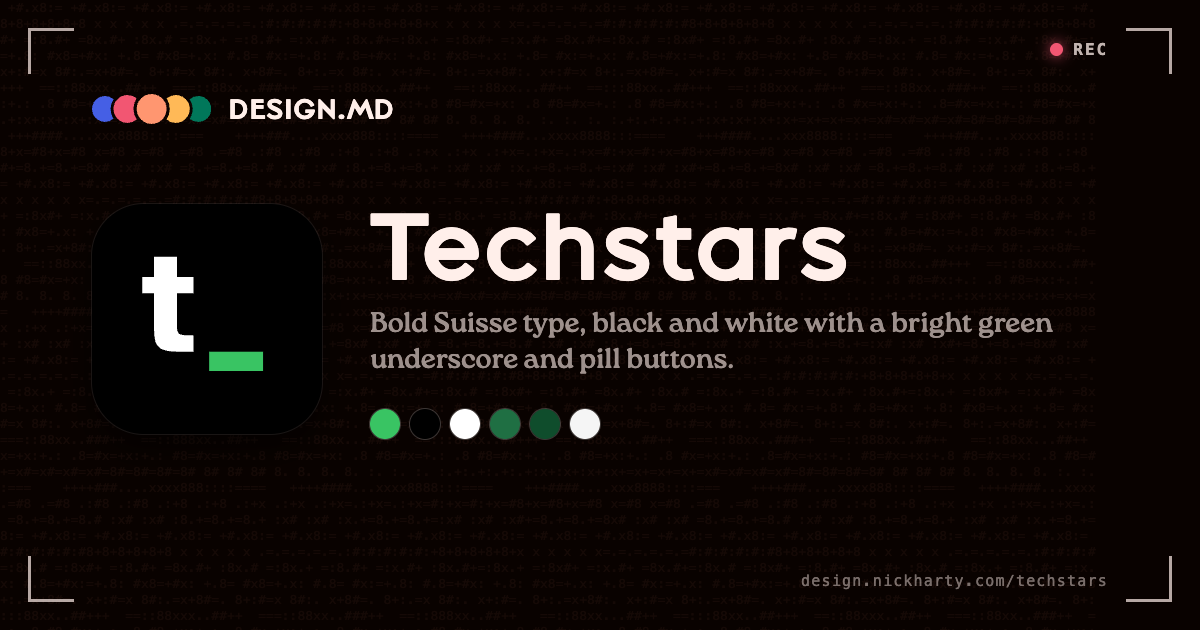 REC
DESIGN.MD
t_
Techstars
Bold Suisse type, black and white with a bright green
underscore and pill buttons.
design.nickharty.com/techstars